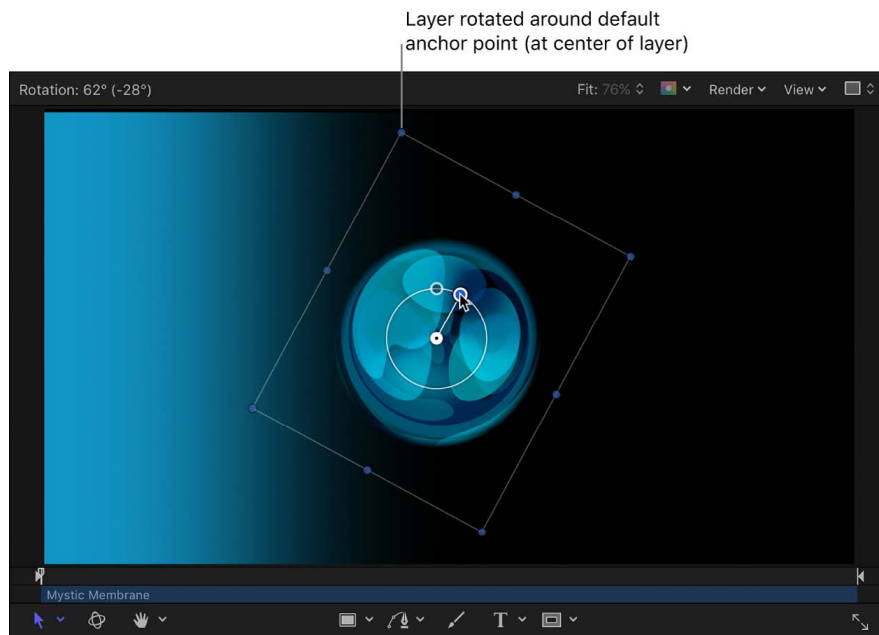 Layer rotated around default
anchor point (at center of layer)
Rotation: 62° (-28°)
Fit: 76%
Render
View
Mystic Membrane
T